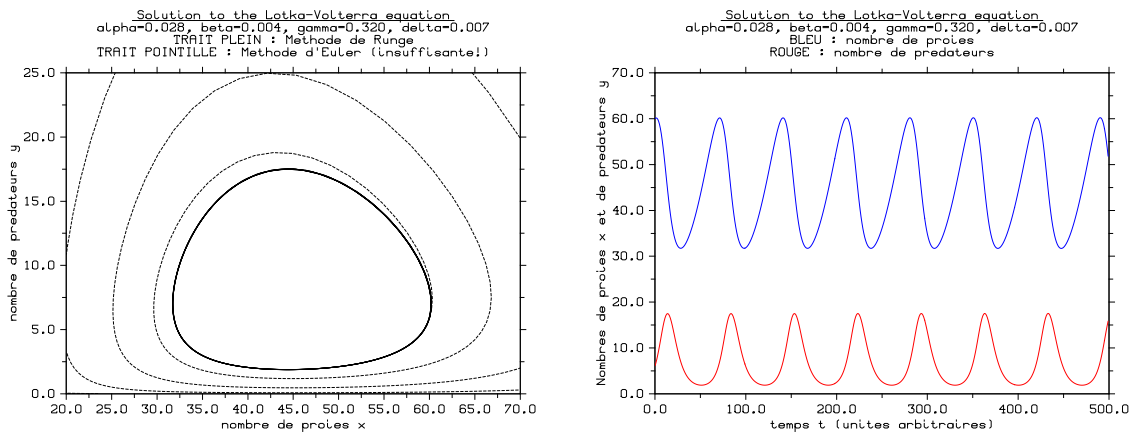 Solution to the Lotka-Volterra equation
alpha=0.028, beta=0.004, gamma=0.320, delta=0.007
TRAIT PLEIN : Methode de Runge
TRAIT POINTILLE : Methode d'Euler (insuffisante!)
25.0
20.0
15.0
10.0
5.0
0.0
nombre de predateurs y
20.0 25.0 30.0 35.0 40.0 45.0 50.0 55.0 60.0 65.0 70.0
nombre de proies x
Solution to the Lotka-Volterra equation
alpha=0.028, beta=0.004, gamma=0.320, delta=0.007
BLEU : nombre de proies
ROUGE : nombre de predateurs
70.0
60.0
50.0
40.0
30.0
20.0
10.0
0.0
Nombres de proies x et de predateurs y
0.0 100.0 200.0 300.0 400.0 500.0
temps t (unites arbitraires)